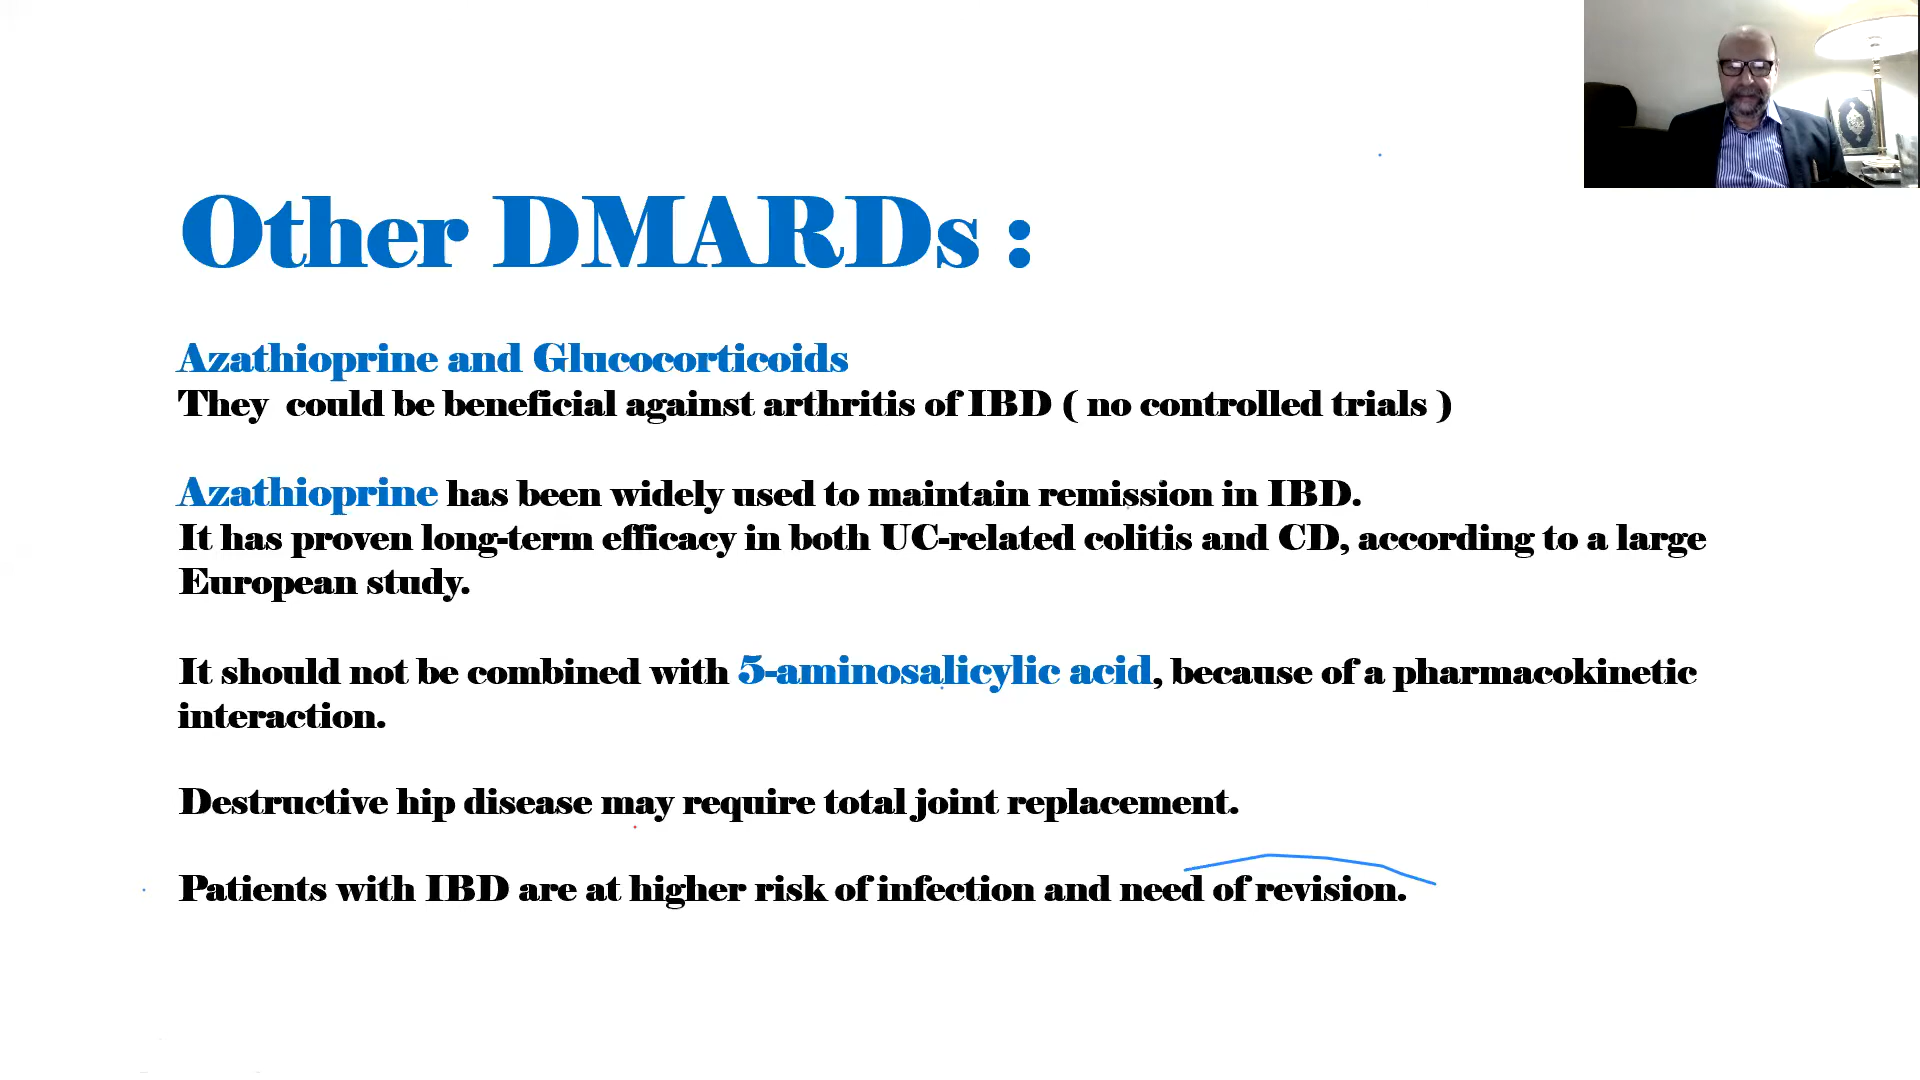 Other DMARDs :
Azathioprine and Glucocorticoids
They could be beneficial against arthritis of IBD ( no controlled trials )
Azathioprine has been widely used to maintain remission in IBD.
It has proven long-term efficacy in both UC-related colitis and CD, according to a large
European study.
It should not be combined with 5-aminosalicylic acid, because of a pharmacokinetic
interaction.
Destructive hip disease may require total joint replacement.
Patients with IBD are at higher risk of infection and need of revision.